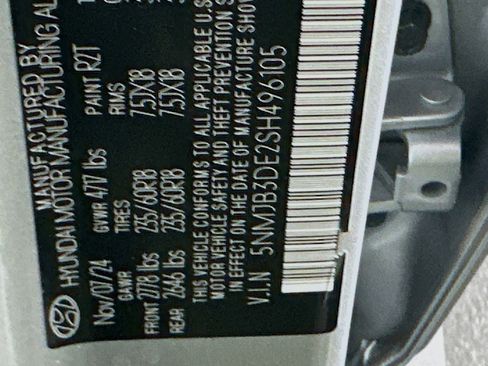 MANUFACTURED BY
HYUNDAI MOTOR MANUFACTURING AL
Nov/07/24 GVWR 4717 lbs PAINT R2T
GAWR TIRES RIMS
FRONT 2778 lbs 235/60R18 7.5JX18
REAR 2646 lbs 235/60R18 7.5JX18
THIS VEHICLE CONFORMS TO ALL APPLICABLE U.S.
MOTOR VEHICLE SAFETY AND THEFT PREVENTION S
IN EFFECT ON THE DATE OF MANUFACTURE SHOWN
V.I.N 5NM1B3DE2SH496105